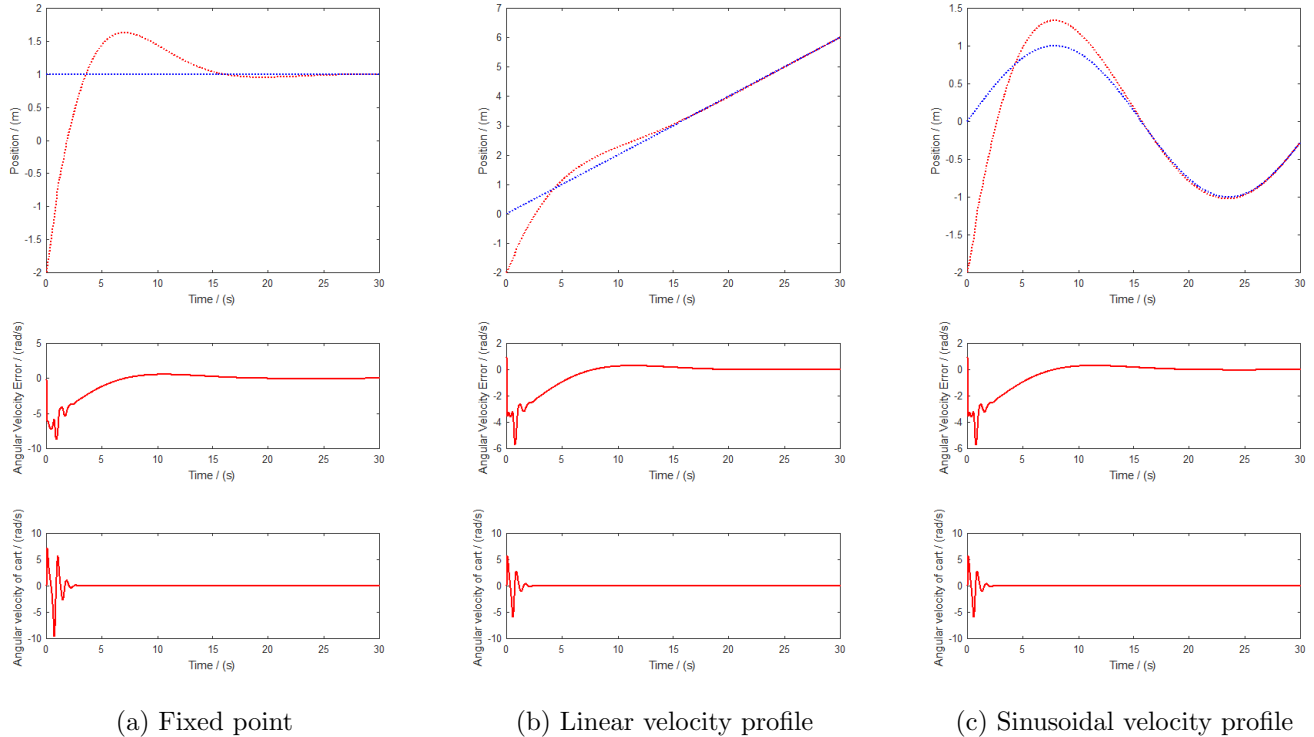 2
1.5
1
0.5
0
-0.5
-1
-1.5
-2
Position / (m)
0 5 10 15 20 25 30
Time / (s)
7
6
5
4
3
2
1
0
-1
-2
Position / (m)
0 5 10 15 20 25 30
Time / (s)
1.5
1
0.5
0
-0.5
-1
-1.5
-2
Position / (m)
0 5 10 15 20 25 30
Time / (s)
5
0
-5
-10
Angular Velocity Error / (rad/s)
0 5 10 15 20 25 30
Time / (s)
2
0
-2
-4
-6
Angular Velocity Error / (rad/s)
0 5 10 15 20 25 30
Time / (s)
2
0
-2
-4
-6
Angular Velocity Error / (rad/s)
0 5 10 15 20 25 30
Time / (s)
10
5
0
-5
-10
Angular velocity of cart / (rad/s)
0 5 10 15 20 25 30
Time / (s)
10
5
0
-5
-10
Angular velocity of cart / (rad/s)
0 5 10 15 20 25 30
Time / (s)
10
5
0
-5
-10
Angular velocity of cart / (rad/s)
0 5 10 15 20 25 30
Time / (s)
(a) Fixed point
(b) Linear velocity profile
(c) Sinusoidal velocity profile